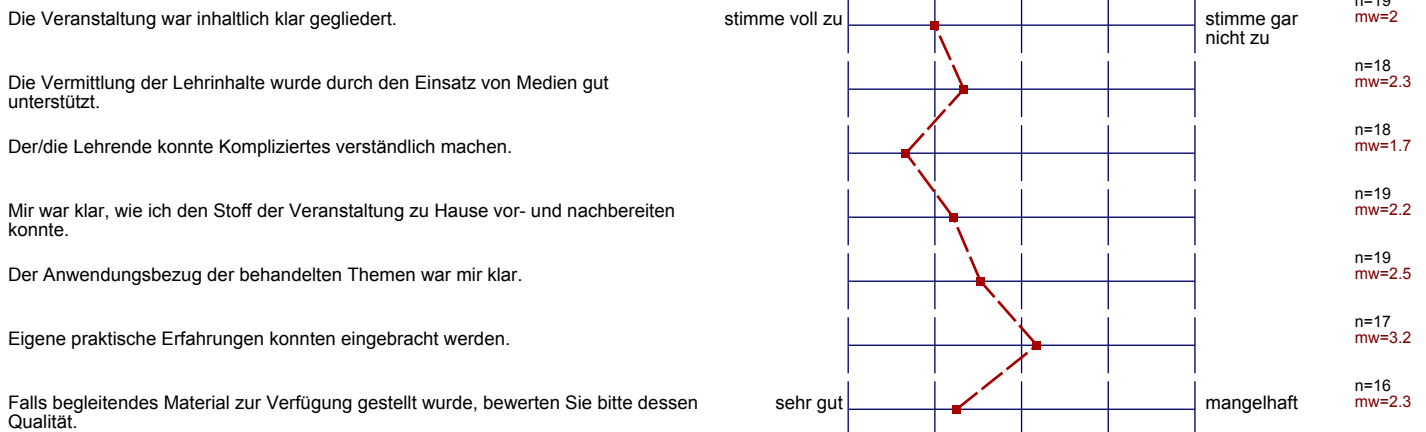 Die Veranstaltung war inhaltlich klar gegliedert.
stimme voll zu
stimme gar
nicht zu
n=19
mw=2
Die Vermittlung der Lehrinhalte wurde durch den Einsatz von Medien gut
unterstützt.
n=18
mw=2.3
Der/die Lehrende konnte Kompliziertes verständlich machen.
n=18
mw=1.7
Mir war klar, wie ich den Stoff der Veranstaltung zu Hause vor- und nachbereiten
konnte.
n=19
mw=2.2
Der Anwendungsbezug der behandelten Themen war mir klar.
n=19
mw=2.5
Eigene praktische Erfahrungen konnten eingebracht werden.
n=17
mw=3.2
Falls begleitendes Material zur Verfügung gestellt wurde, bewerten Sie bitte dessen
Qualität.
sehr gut
mangelhaft
n=16
mw=2.3